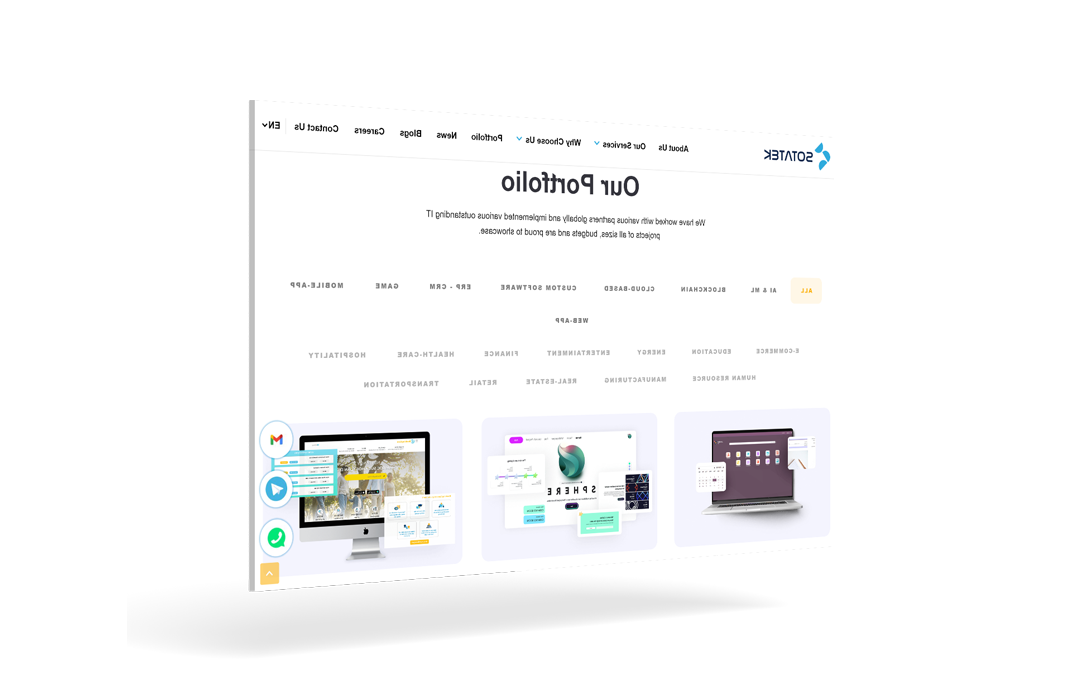 SOTATEK
About Us Our Services Why Choose Us Portfolio News Blogs Careers Contact Us EN
Our Portfolio
We have worked with various partners globally and implemented various outstanding IT
projects of all sizes, budgets and are proud to showcase.
ALL AI & ML BLOCKCHAIN CLOUD-BASED CUSTOM SOFTWARE ERP - CRM GAME MOBILE-APP
WEB-APP
E-COMMERCE EDUCATION ENERGY ENTERTAINMENT FINANCE HEALTH-CARE HOSPITALITY
HUMAN RESOURCE MANUFACTURING REAL-ESTATE RETAIL TRANSPORTATION
SPHERE